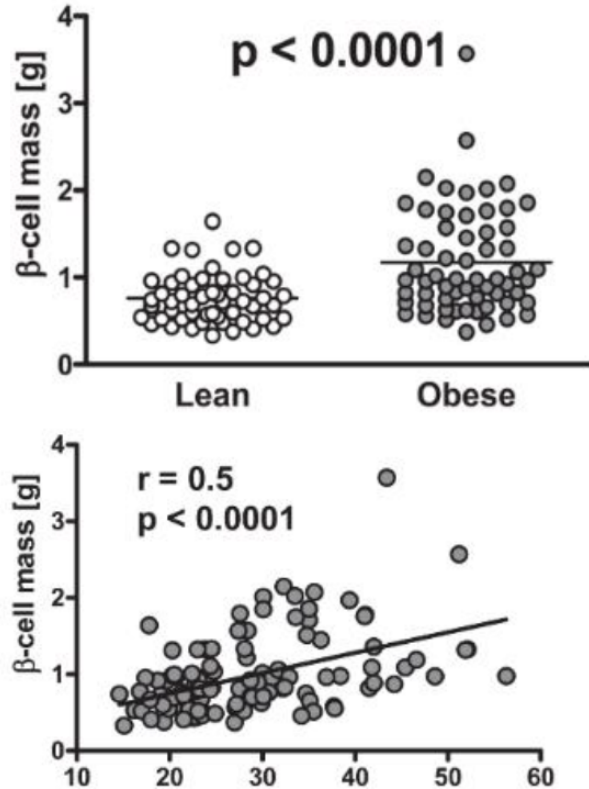 β-cell mass [g]
4
3
2
1
0
p < 0.0001
Lean
Obese
β-cell mass [g]
4
3
2
1
0
r = 0.5
p < 0.0001
10
20
30
40
50
60